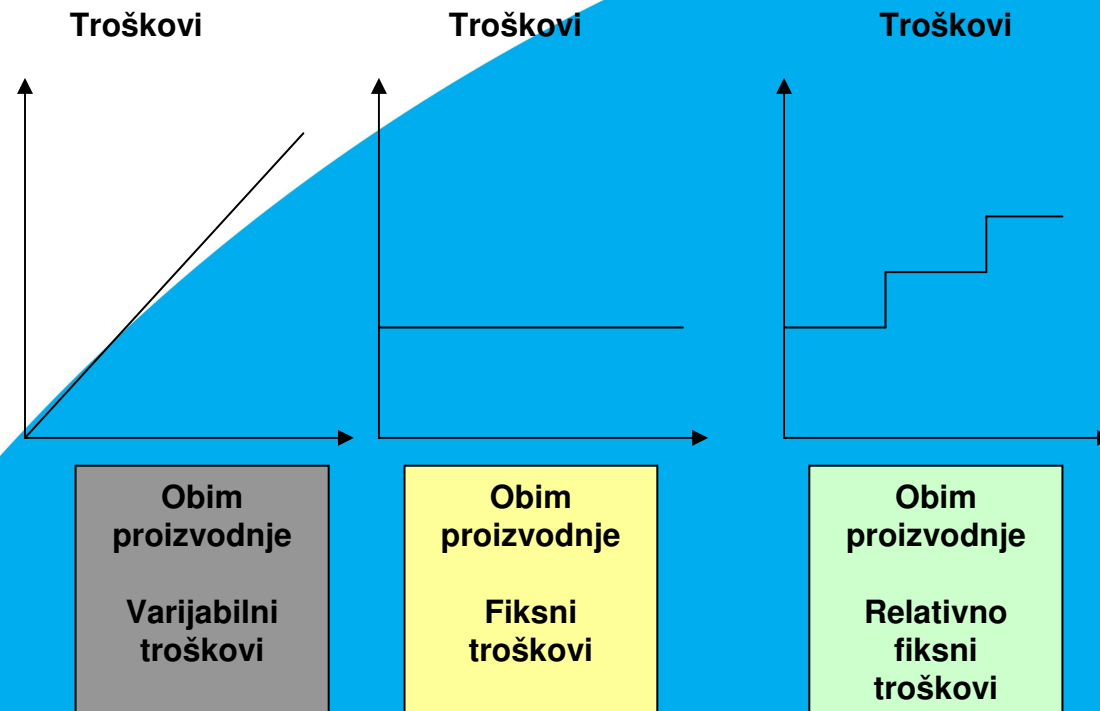 Troškovi
Troškovi
Troškovi
Obim
proizvodnje
Varijabilni
troškovi
Obim
proizvodnje
Fiksni
troškovi
Obim
proizvodnje
Relativno
fiksni
troškovi